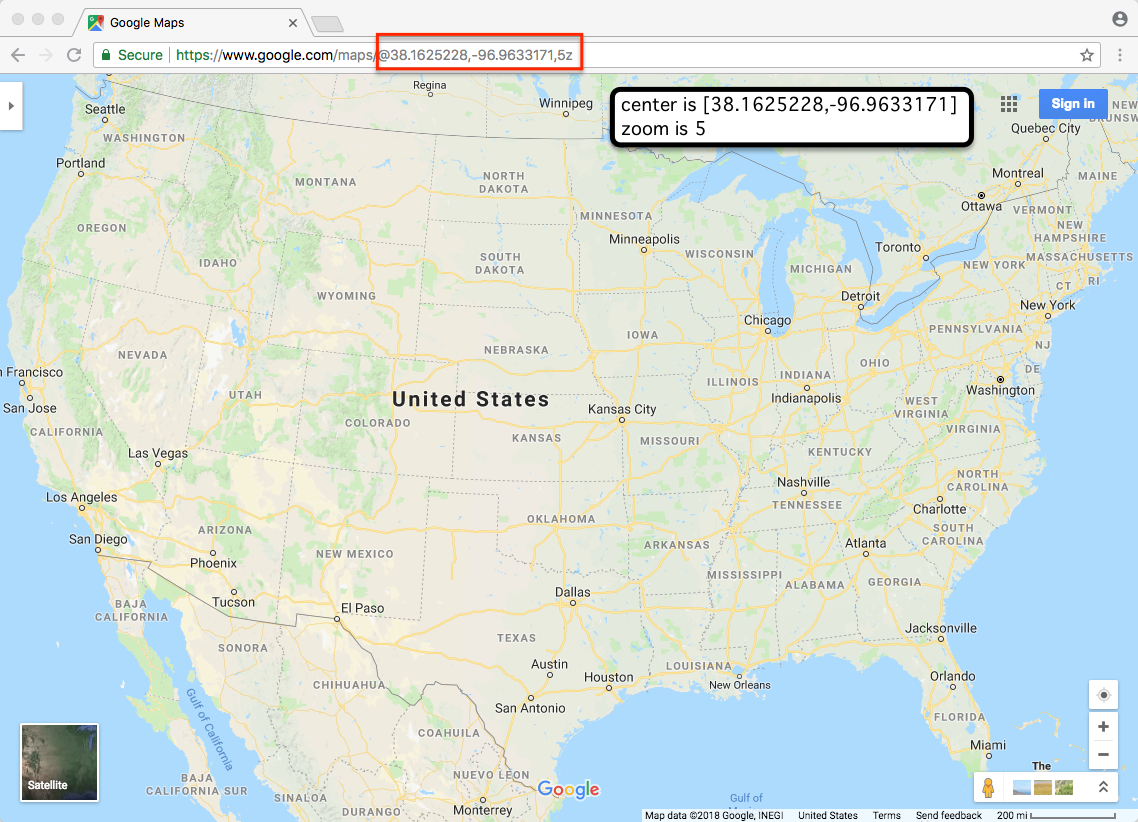 Google Maps
Secure
https://www.google.com/maps/@38.1625228,-96.9633171,5z
center is [38.1625228,-96.9633171]
zoom is 5
Sign in
Regina
Winnipeg
Seattle
WASHINGTON
NEW
Quebec City
Portland
MONTANA
NORTH
DAKOTA
Montreal
MAINE
Ottawa
VERMONT
OREGON
MINNESOTA
NEW
HAMPSHIRE
Minneapolis
WISCONSIN
Toronto
MASSACHUSETTS
IDAHO
SOUTH
DAKOTA
MICHIGAN
NEW YORK
CT
RI
WYOMING
Detroit
New York
Chicago
IOWA
PENNSYLVANIA
NEBRASKA
NJ
NEVADA
OHIO
n Francisco
UTAH
ILLINOIS
INDIANA
DE
Washington
United States
Indianapolis
San Jose
Kansas City
WEST
VIRGINIA
COLORADO
CALIFORNIA
KANSAS
MISSOURI
VIRGINIA
Las Vegas
KENTUCKY
Nashville
NORTH
CAROLINA
Los Angeles
TENNESSEE
Charlotte
OKLAHOMA
ARIZONA
SOUTH
CAROLINA
San Diego
ARKANSAS
Atlanta
NEW MEXICO
Phoenix
MISSISSIPPI
ALABAMA
GEORGIA
Dallas
Tucson
BAJA
CALIFORNIA
El Paso
Jacksonville
TEXAS
SONORA
Austin
LOUISIANA
Houston
Orlando
CHIHUAHUA
New Orleans
San Antonio
Gulf of California
FLORIDA
COAHUILA
Miami
The
NUEVO LEON
BAJA
CALIFORNIA SUR
Satellite
Google
SINALOA
Gulf of
DURANGO
Monterrey
Map data ©2018 Google, INEGI United States Terms Send feedback 200 mi